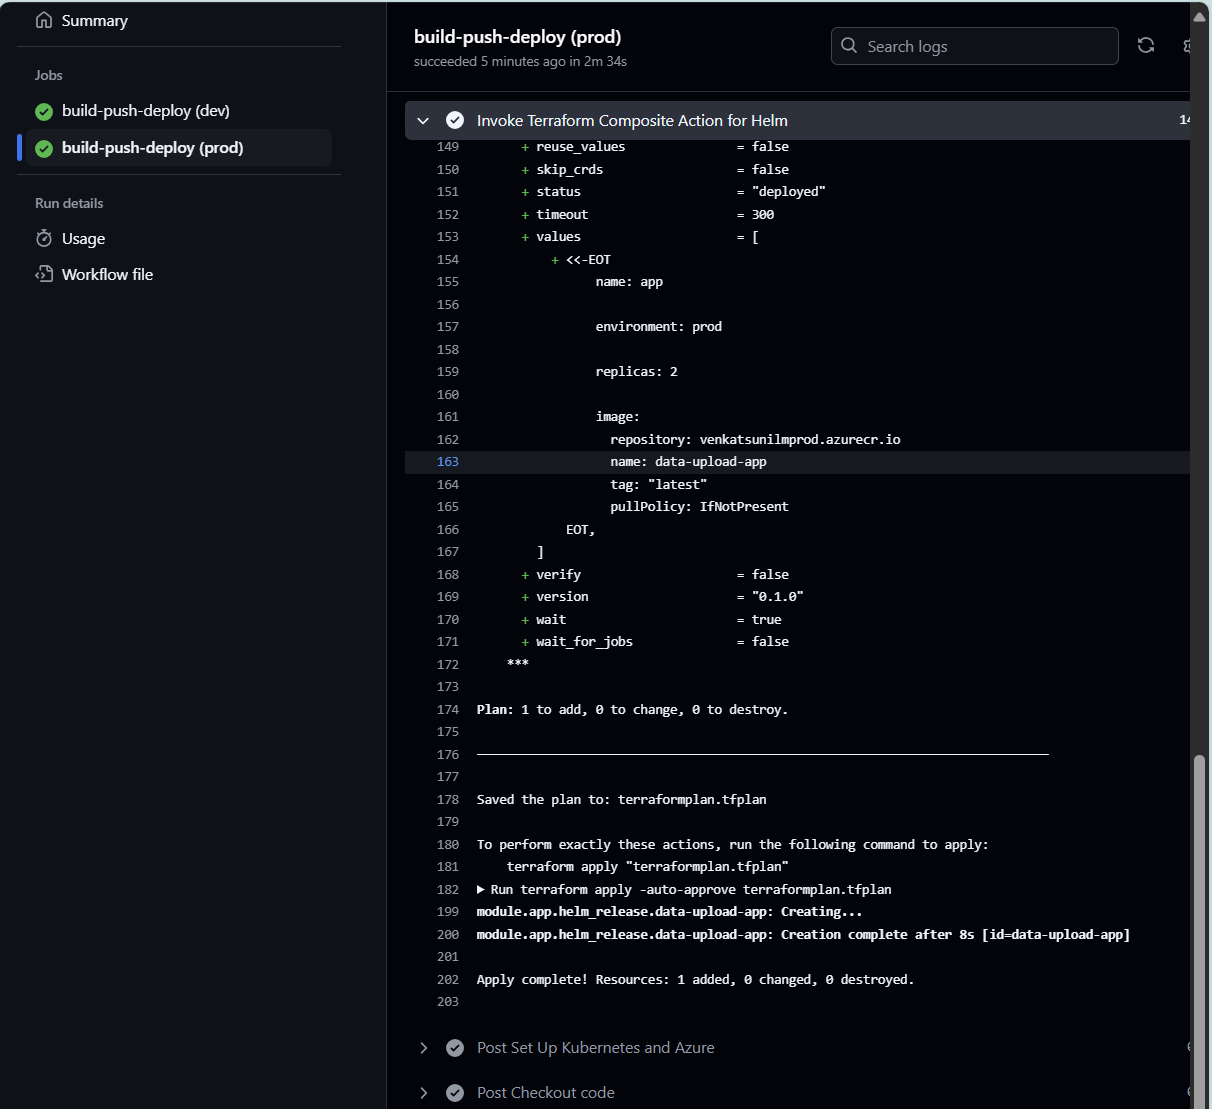 Summary
Jobs
build-push-deploy (dev)
build-push-deploy (prod)
Run details
Usage
Workflow file
build-push-deploy (prod)
succeeded 5 minutes ago in 2m 34s
Search logs
Invoke Terraform Composite Action for Helm
149 + reuse_values = false
150 + skip_crds = false
151 + status = "deployed"
152 + timeout = 300
153 + values = [
154 + <<-EOT
155 name: app
156
157 environment: prod
158
159 replicas: 2
160
161 image:
162 repository: venkatsunilmprod.azurecr.io
163 name: data-upload-app
164 tag: "latest"
165 pullPolicy: IfNotPresent
166 EOT,
167 ]
168 + verify = false
169 + version = "0.1.0"
170 + wait = true
171 + wait_for_jobs = false
172 ***
173
174 Plan: 1 to add, 0 to change, 0 to destroy.
175
176 ─────────────────────────────────────────────────────────────────────────────
177
178 Saved the plan to: terraformplan.tfplan
179
180 To perform exactly these actions, run the following command to apply:
181 terraform apply "terraformplan.tfplan"
182 ▶ Run terraform apply -auto-approve terraformplan.tfplan
199 module.app.helm_release.data-upload-app: Creating...
200 module.app.helm_release.data-upload-app: Creation complete after 8s [id=data-upload-app]
201
202 Apply complete! Resources: 1 added, 0 changed, 0 destroyed.
203
Post Set Up Kubernetes and Azure
Post Checkout code